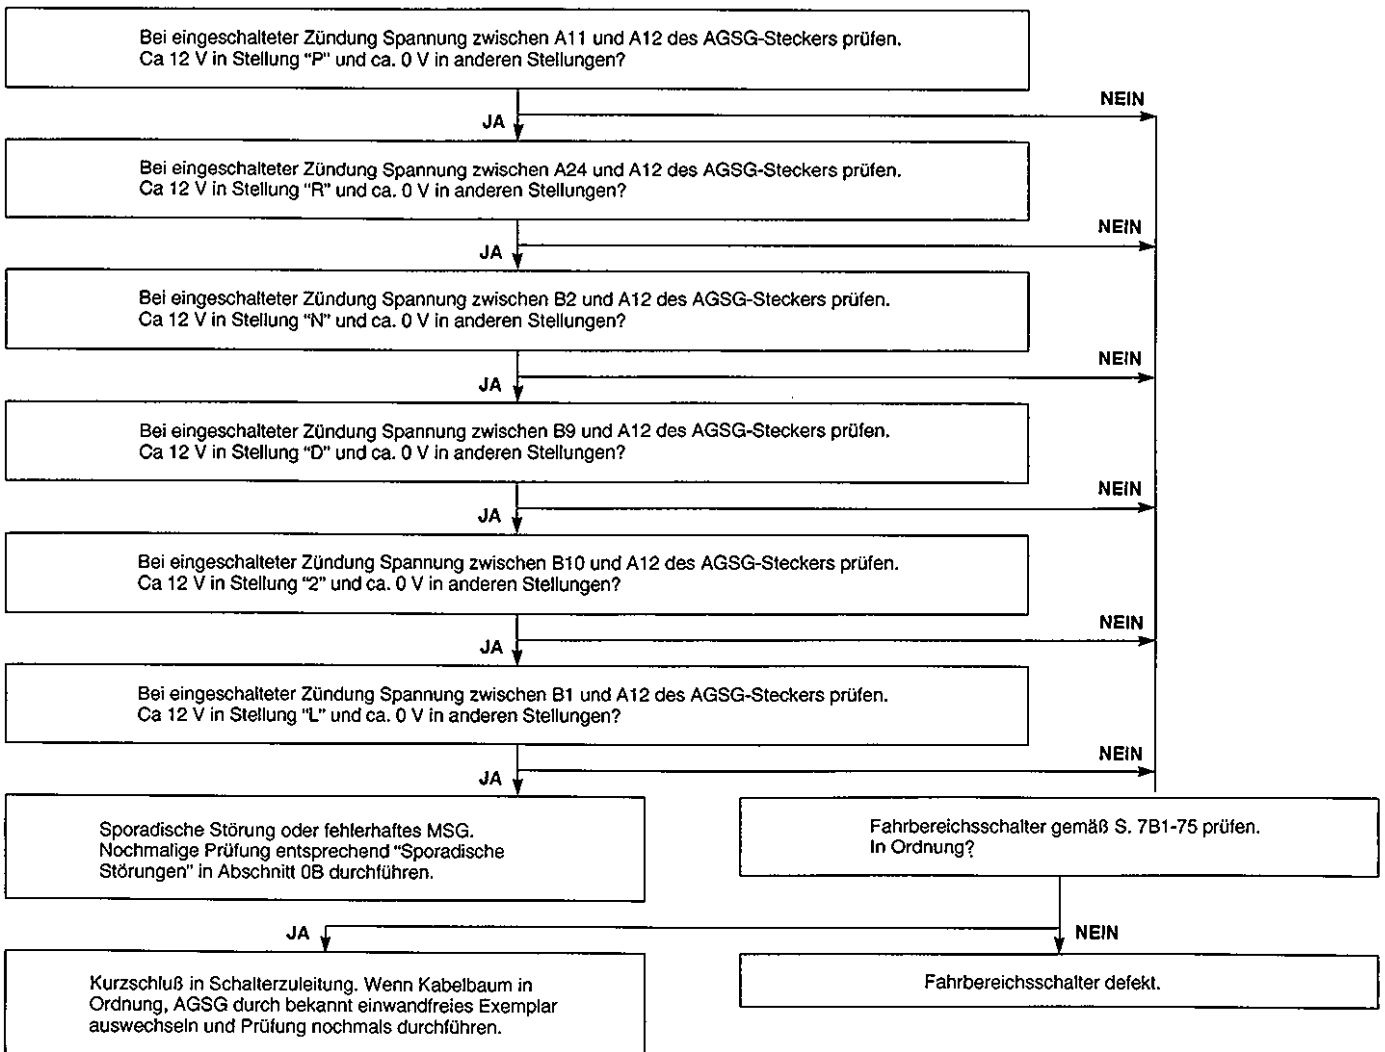 Bei eingeschalteter Zündung Spannung zwischen A11 und A12 des AGSG-Steckers prüfen.
Ca 12 V in Stellung "P" und ca. 0 V in anderen Stellungen?
NEIN
JA
Bei eingeschalteter Zündung Spannung zwischen A24 und A12 des AGSG-Steckers prüfen.
Ca 12 V in Stellung "R" und ca. 0 V in anderen Stellungen?
NEIN
JA
Bei eingeschalteter Zündung Spannung zwischen B2 und A12 des AGSG-Steckers prüfen.
Ca 12 V in Stellung "N" und ca. 0 V in anderen Stellungen?
NEIN
JA
Bei eingeschalteter Zündung Spannung zwischen B9 und A12 des AGSG-Steckers prüfen.
Ca 12 V in Stellung "D" und ca. 0 V in anderen Stellungen?
NEIN
JA
Bei eingeschalteter Zündung Spannung zwischen B10 und A12 des AGSG-Steckers prüfen.
Ca 12 V in Stellung "2" und ca. 0 V in anderen Stellungen?
NEIN
JA
Bei eingeschalteter Zündung Spannung zwischen B1 und A12 des AGSG-Steckers prüfen.
Ca 12 V in Stellung "L" und ca. 0 V in anderen Stellungen?
NEIN
JA
Sporadische Störung oder fehlerhaftes MSG.
Nochmalige Prüfung entsprechend "Sporadische
Störungen" in Abschnitt 0B durchführen.
Fahrbereichsschalter gemäß S. 7B1-75 prüfen.
In Ordnung?
JA
NEIN
Kurzschluß in Schalterzuleitung. Wenn Kabelbaum in
Ordnung, AGSG durch bekannt einwandfreies Exemplar
auswechseln und Prüfung nochmals durchführen.
Fahrbereichsschalter defekt.